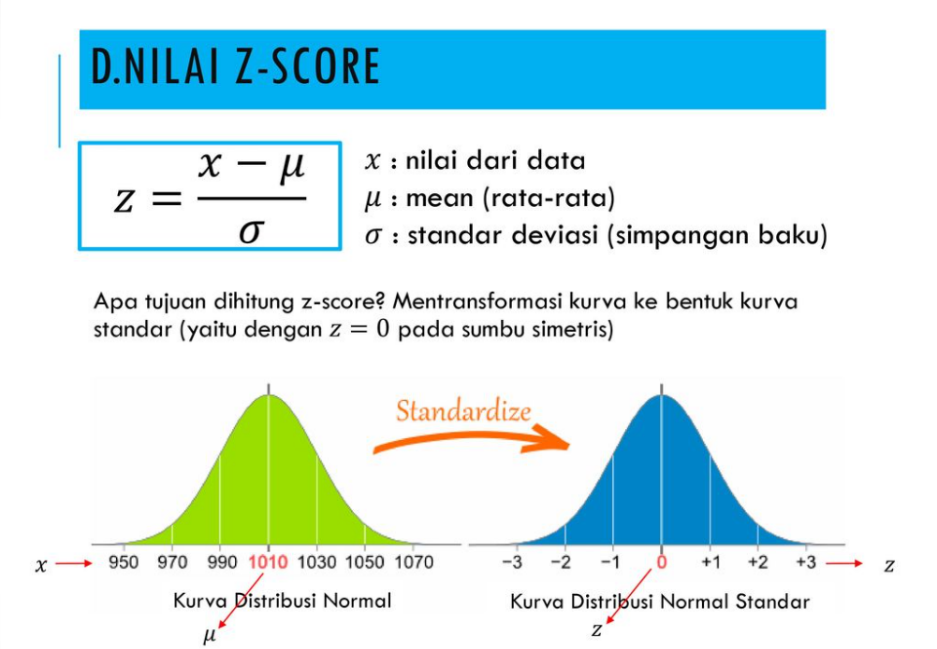 D.NILAI Z-SCORE
z = (x − μ) / σ
x : nilai dari data
μ : mean (rata-rata)
σ : standar deviasi (simpangan baku)
Apa tujuan dihitung z-score? Mentransformasi kurva ke bentuk kurva
standar (yaitu dengan z = 0 pada sumbu simetris)
Standardize
x 950 970 990 1010 1030 1050 1070
Kurva Distribusi Normal
μ
−3 −2 −1 0 +1 +2 +3 z
Kurva Distribusi Normal Standar
z